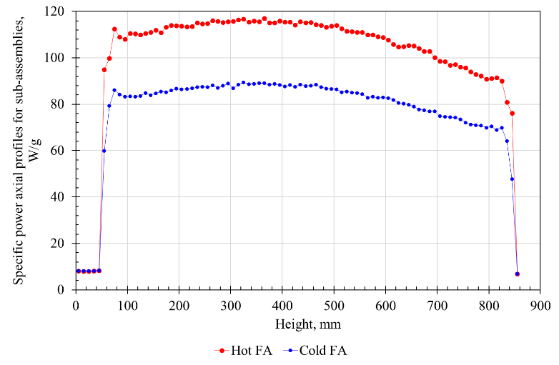 Specific power axial profiles for sub-assemblies,
W/g
120
100
80
60
40
20
0
0 100 200 300 400 500 600 700 800 900
Height, mm
Hot FA Cold FA